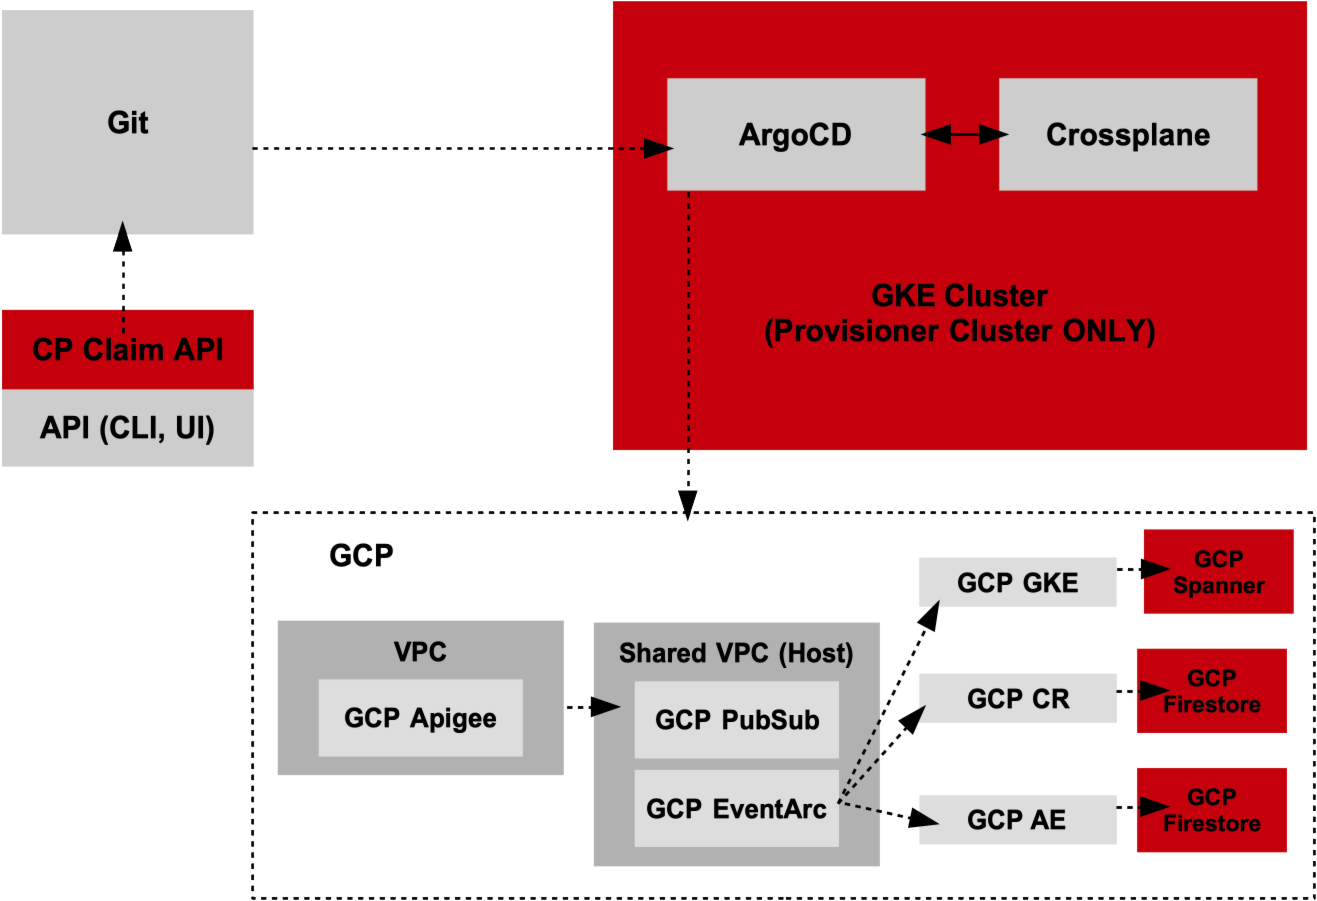 Git
ArgoCD
Crossplane
GKE Cluster
(Provisioner Cluster ONLY)
CP Claim API
API (CLI, UI)
GCP
VPC
GCP Apigee
Shared VPC (Host)
GCP PubSub
GCP EventArc
GCP GKE
GCP
Spanner
GCP CR
GCP
Firestore
GCP AE
GCP
Firestore